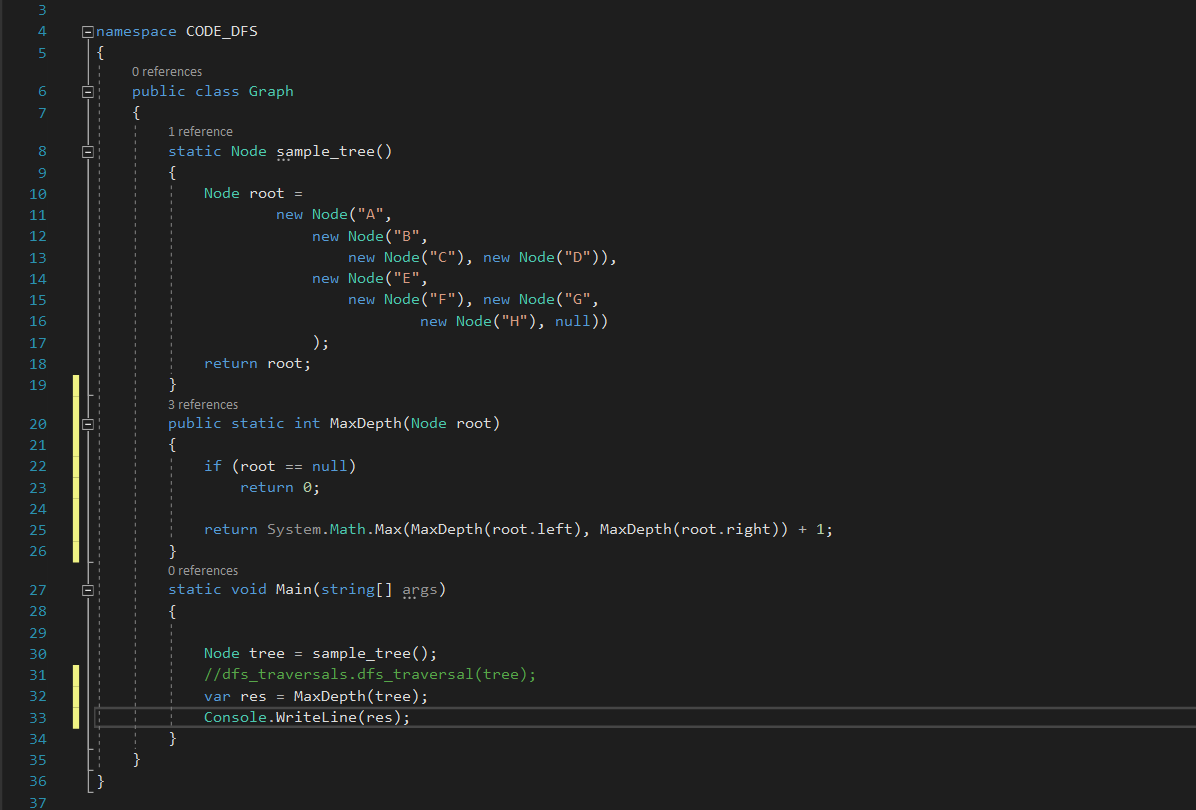 3
4 namespace CODE_DFS
5 {
0 references
6 public class Graph
7 {
1 reference
8 static Node sample_tree()
9 {
10 Node root =
11 new Node("A",
12 new Node("B",
13 new Node("C"), new Node("D")),
14 new Node("E",
15 new Node("F"), new Node("G",
16 new Node("H"), null))
17 );
18 return root;
19 }
3 references
20 public static int MaxDepth(Node root)
21 {
22 if (root == null)
23 return 0;
24
25 return System.Math.Max(MaxDepth(root.left), MaxDepth(root.right)) + 1;
26 }
0 references
27 static void Main(string[] args)
28 {
29
30 Node tree = sample_tree();
31 //dfs_traversals.dfs_traversal(tree);
32 var res = MaxDepth(tree);
33 Console.WriteLine(res);
34 }
35 }
36 }
37